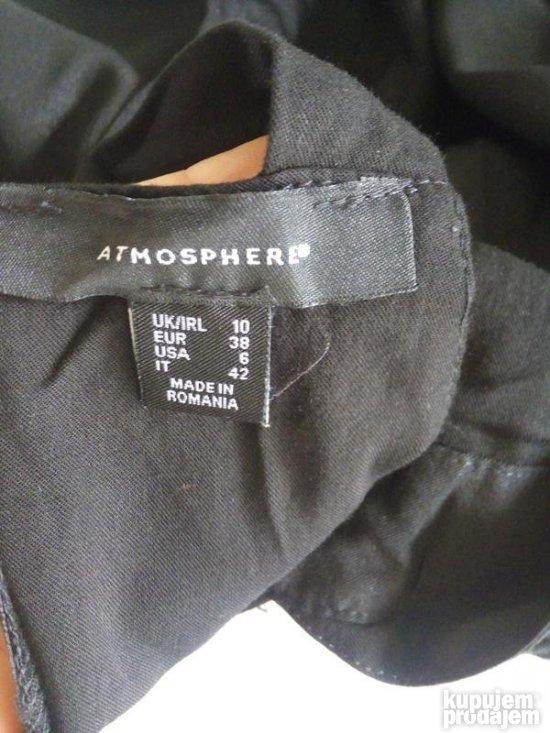 ATMOSPHERE®
UK/IRL 10
EUR 38
USA 6
IT 42
MADE IN
ROMANIA
kupujem
prodajem